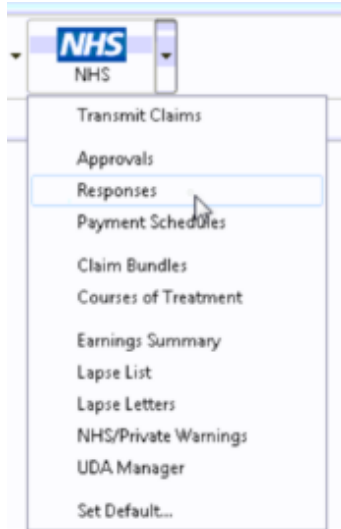 NHS
NHS
Transmit Claims
Approvals
Responses
Payment Schedules
Claim Bundles
Courses of Treatment
Earnings Summary
Lapse List
Lapse Letters
NHS/Private Warnings
UDA Manager
Set Default...